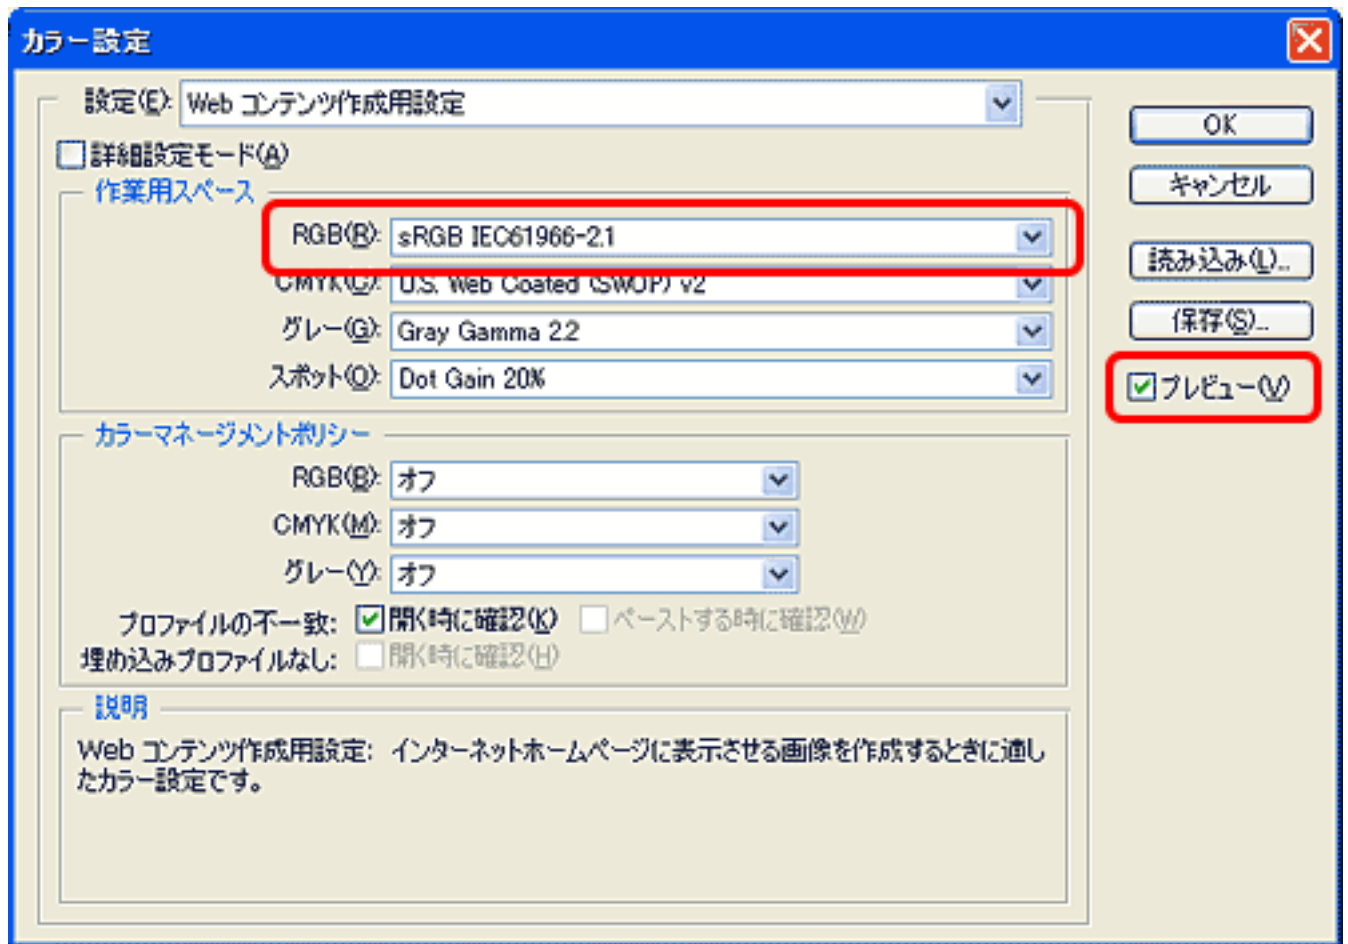 カラー設定
設定(E): Web コンテンツ作成用設定
詳細設定モード(A)
作業用スペース
RGB(R): sRGB IEC61966-2.1
CMYK(C): U.S. Web Coated (SWOP) v2
グレー(G): Gray Gamma 2.2
スポット(O): Dot Gain 20%
カラーマネージメントポリシー
RGB(B): オフ
CMYK(M): オフ
グレー(Y): オフ
プロファイルの不一致: 開く時に確認(K) ペーストする時に確認(W)
埋め込みプロファイルなし: 開く時に確認(H)
説明
Web コンテンツ作成用設定: インターネットホームページに表示させる画像を作成するときに適し
たカラー設定です。
OK
キャンセル
読み込み(L)...
保存(S)...
プレビュー(V)